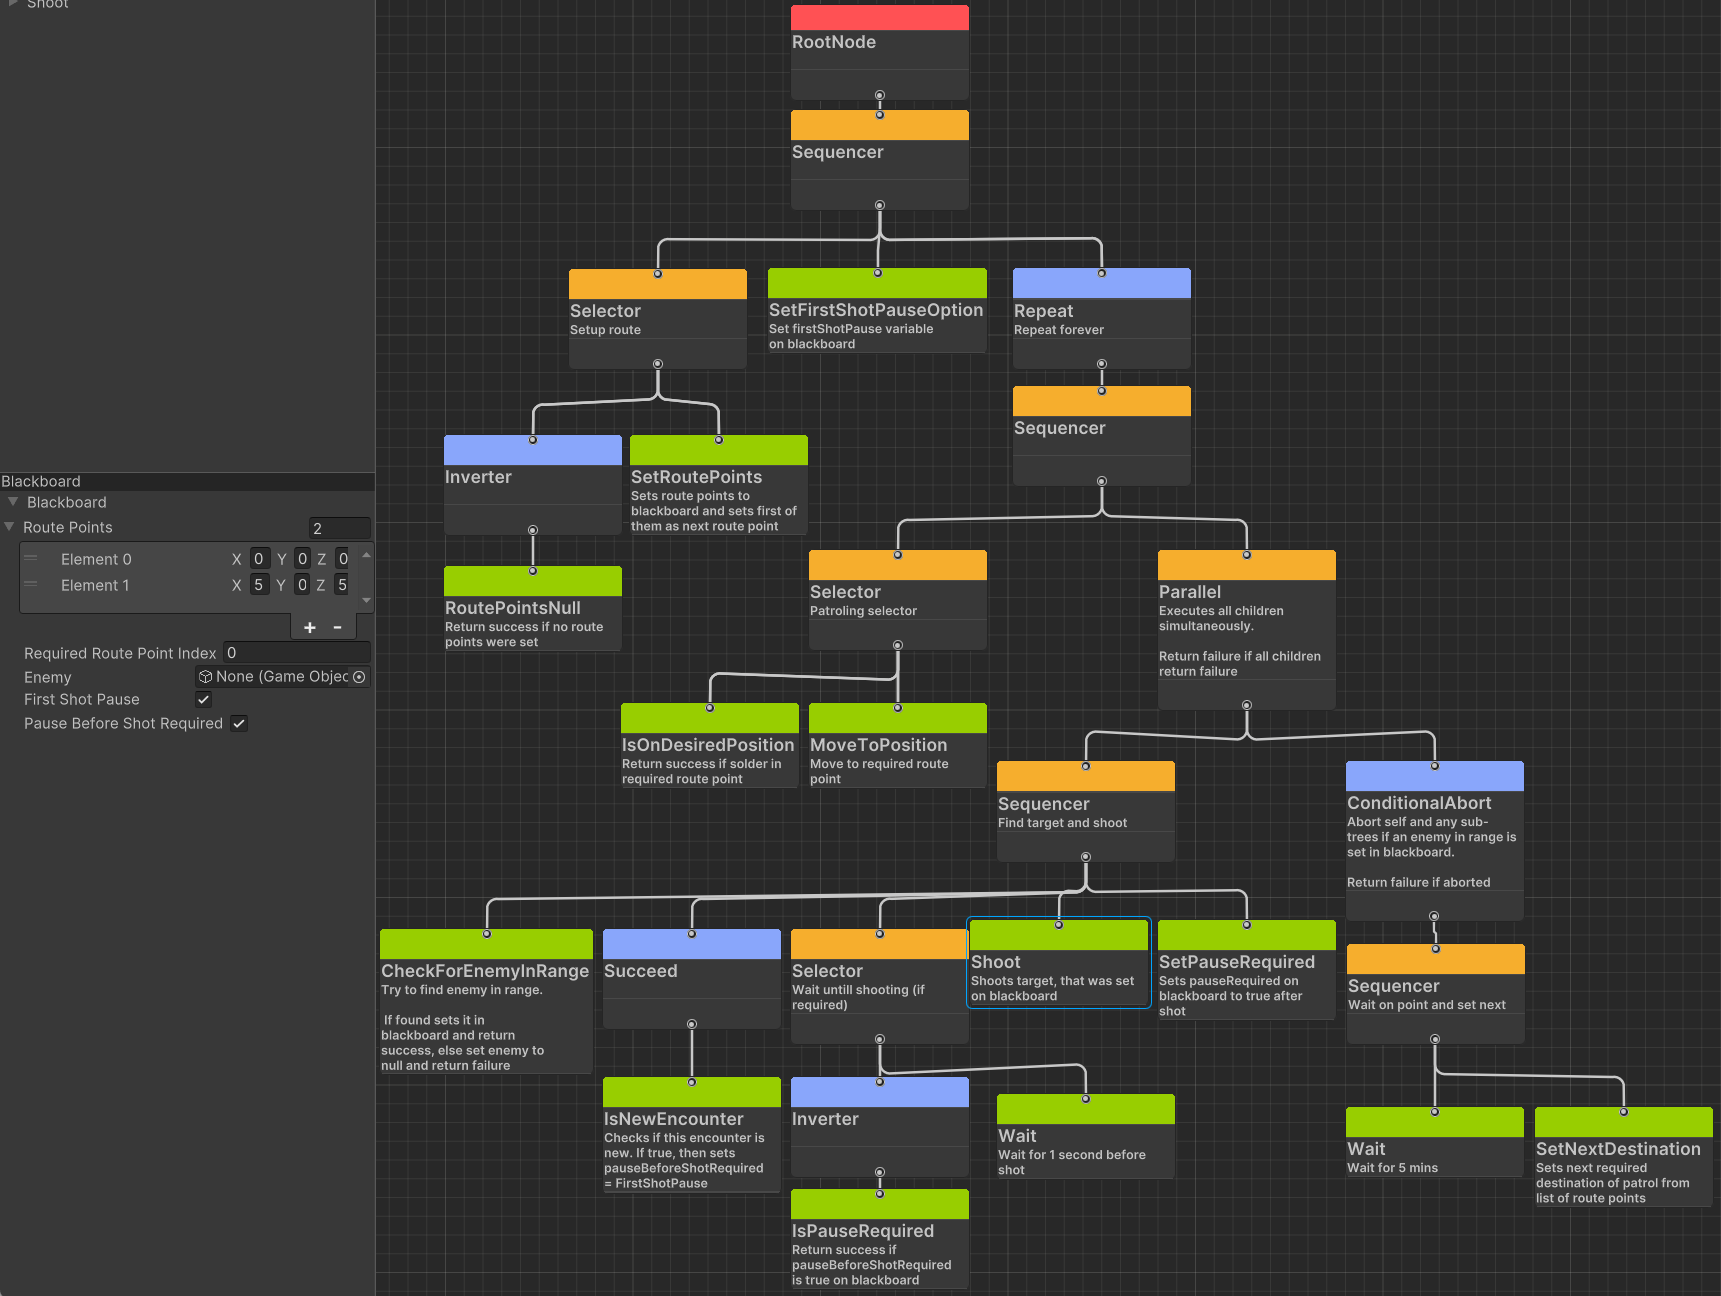 Shoot
Blackboard
Blackboard
Route Points 2
Element 0 X 0 Y 0 Z 0
Element 1 X 5 Y 0 Z 5
+ -
Required Route Point Index 0
Enemy None (Game Objec
First Shot Pause
Pause Before Shot Required
RootNode
Sequencer
Selector
Setup route
SetFirstShotPauseOption
Set firstShotPause variable
on blackboard
Repeat
Repeat forever
Inverter
SetRoutePoints
Sets route points to
blackboard and sets first of
them as next route point
Sequencer
RoutePointsNull
Return success if no route
points were set
Selector
Patroling selector
Parallel
Executes all children
simultaneously.
Return failure if all children
return failure
IsOnDesiredPosition
Return success if solder in
required route point
MoveToPosition
Move to required route
point
Sequencer
Find target and shoot
ConditionalAbort
Abort self and any sub-
trees if an enemy in range is
set in blackboard.
Return failure if aborted
CheckForEnemyInRange
Try to find enemy in range.
If found sets it in
blackboard and return
success, else set enemy to
null and return failure
Succeed
Selector
Wait untill shooting (if
required)
Shoot
Shoots target, that was set
on blackboard
SetPauseRequired
Sets pauseRequired on
blackboard to true after
shot
Sequencer
Wait on point and set next
IsNewEncounter
Checks if this encounter is
new. If true, then sets
pauseBeforeShotRequired
= FirstShotPause
Inverter
Wait
Wait for 1 second before
shot
Wait
Wait for 5 mins
SetNextDestination
Sets next required
destination of patrol from
list of route points
IsPauseRequired
Return success if
pauseBeforeShotRequired
is true on blackboard